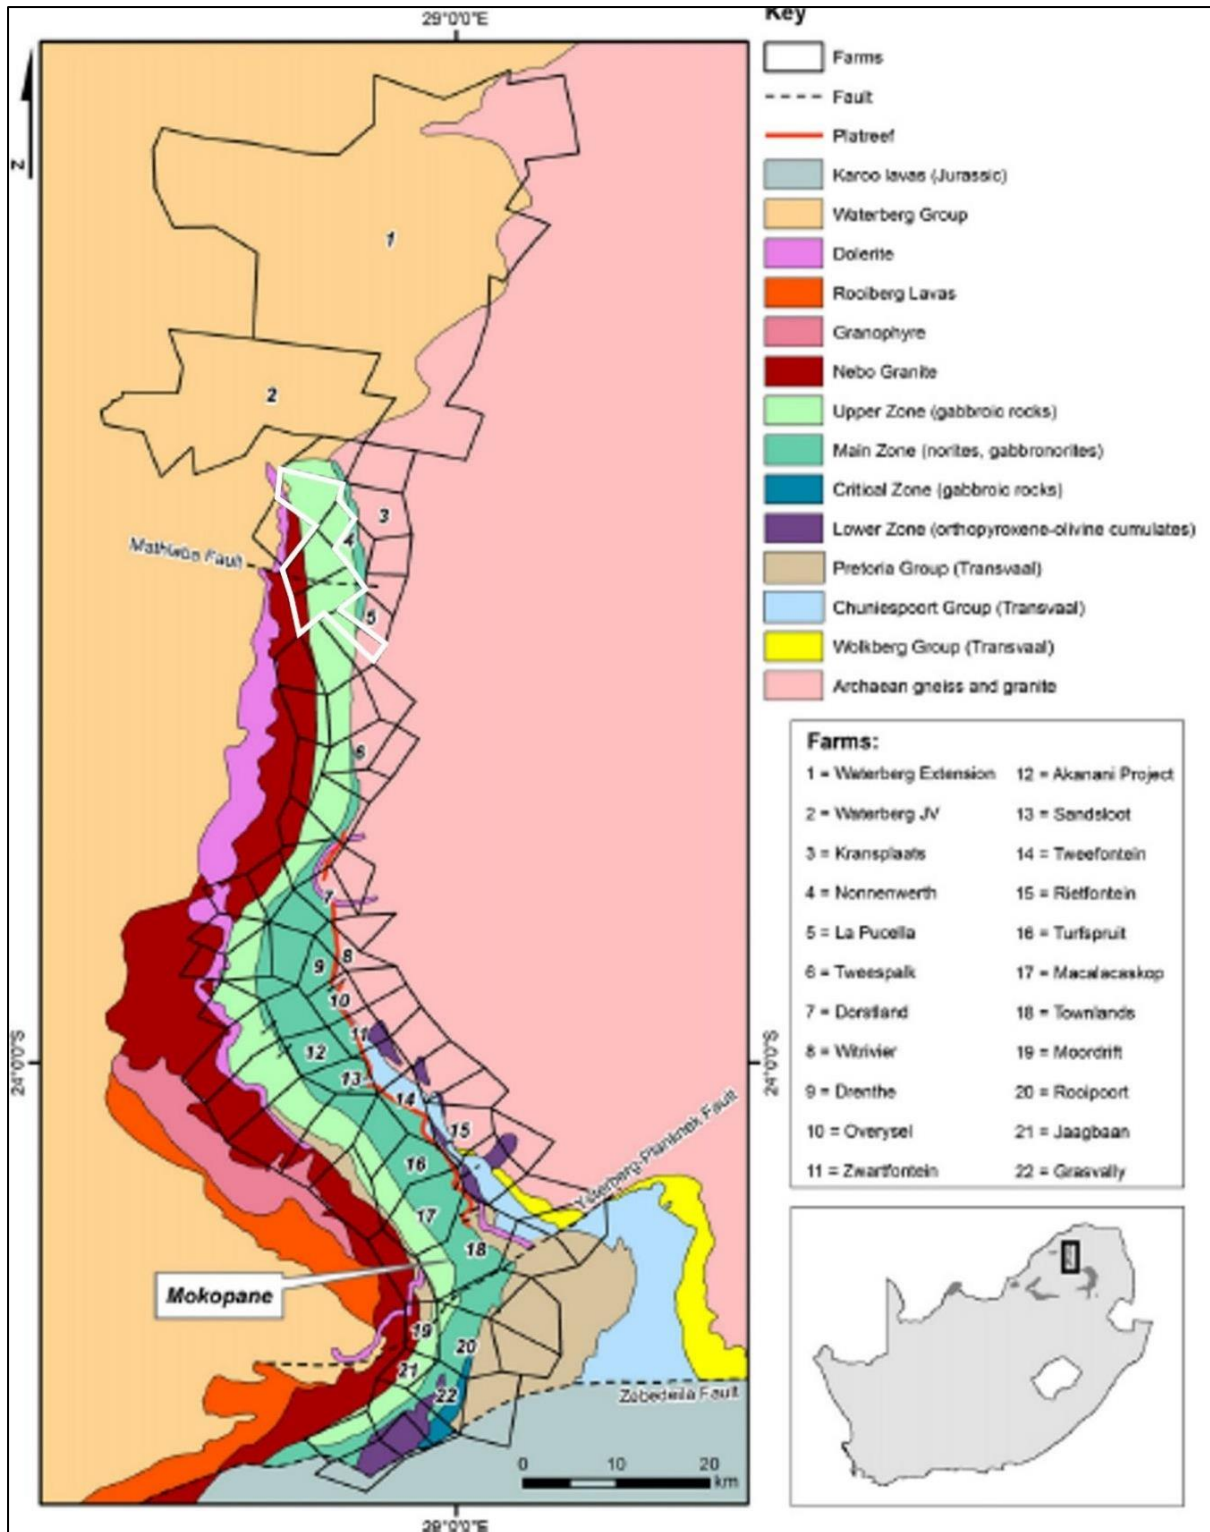 29°0'0"E
Key
Farms
Fault
Platreef
Karoo lavas (Jurassic)
Waterberg Group
Dolerite
Rooiberg Lavas
Granophyre
Nebo Granite
Upper Zone (gabbroic rocks)
Main Zone (norites, gabbronorites)
Critical Zone (gabbroic rocks)
Lower Zone (orthopyroxene-olivine cumulates)
Pretoria Group (Transvaal)
Chuniespoort Group (Transvaal)
Wolkberg Group (Transvaal)
Archaean gneiss and granite
N
1
2
3
4
Mathlaba Fault
5
6
7
8
9
10
11
12
13
14
15
16
17
18
19
20
21
22
24°0'0"S
24°0'0"S
Ysterberg-Planknek Fault
Mokopane
Zebediela Fault
0 10 20
km
29°0'0"E
Farms:
1 = Waterberg Extension
2 = Waterberg JV
3 = Kransplaats
4 = Nonnenwerth
5 = La Pucella
6 = Tweespalk
7 = Dorstland
8 = Witrivier
9 = Drenthe
10 = Overysel
11 = Zwartfontein
12 = Akanani Project
13 = Sandsloot
14 = Tweefontein
15 = Rietfontein
16 = Turfspruit
17 = Macalacaskop
18 = Townlands
19 = Moordrift
20 = Rooipoort
21 = Jaagbaan
22 = Grasvally